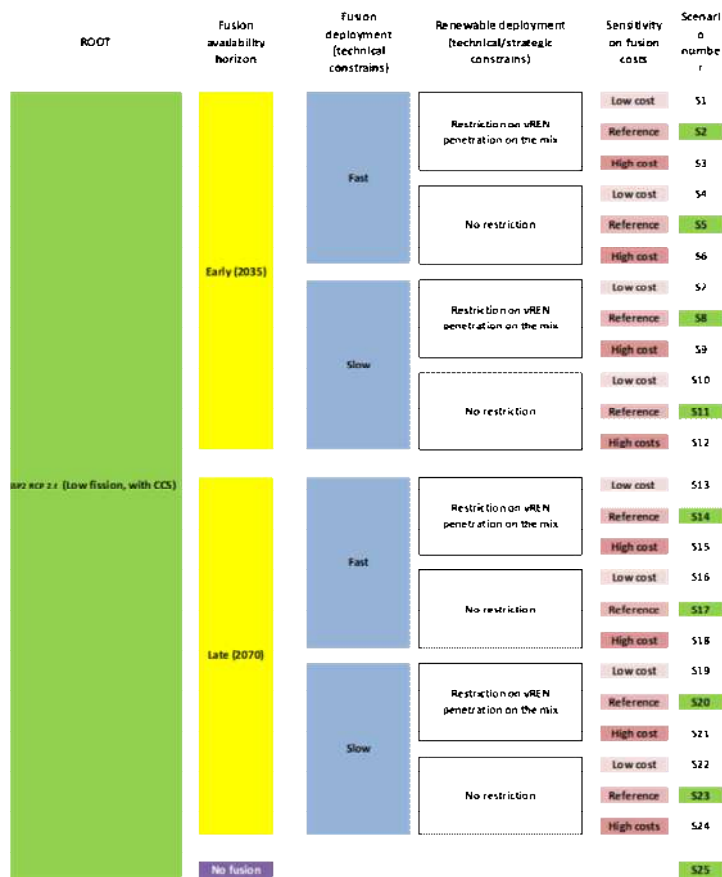 ROOT
Fusion
availability
horizon
Fusion
deployment
(technical
constrains)
Renewable deployment
(technical/strategic
constrains)
Sensitivity
on fusion
costs
Scenari
o
numbe
r
(Low fission, with CCS)
Early (2035)
Fast
Restriction on vREN
penetration on the mix
Low cost S1
Reference S2
High cost S3
No restriction
Low cost S4
Reference S5
High cost S6
Slow
Restriction on vREN
penetration on the mix
Low cost S7
Reference S8
High cost S9
No restriction
Low cost S10
Reference S11
High costs S12
Late (2070)
Fast
Restriction on vREN
penetration on the mix
Low cost S13
Reference S14
High cost S15
No restriction
Low cost S16
Reference S17
High cost S18
Slow
Restriction on vREN
penetration on the mix
Low cost S19
Reference S20
High cost S21
No restriction
Low cost S22
Reference S23
High costs S24
No fusion S25